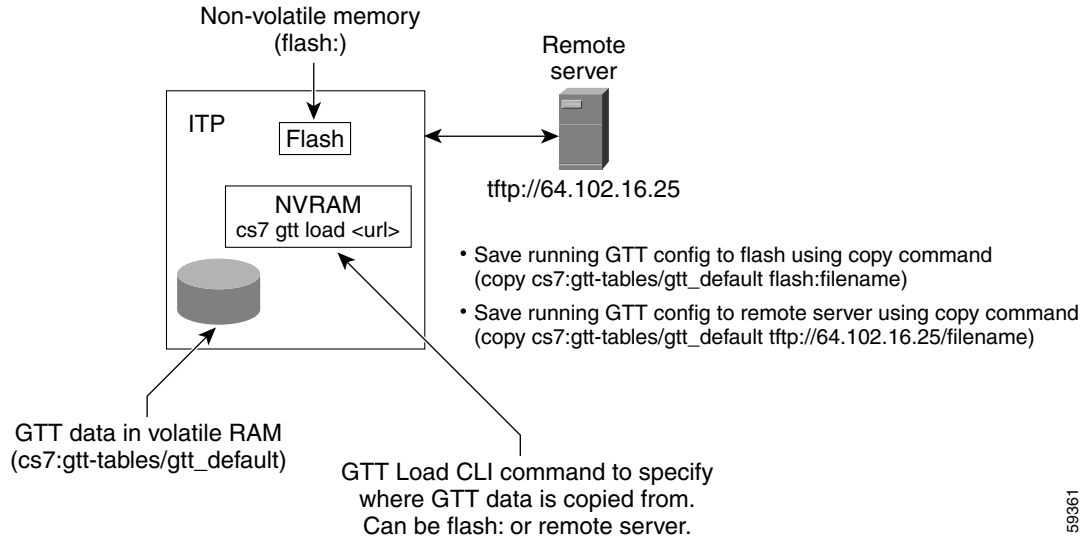 Non-volatile memory
(flash:)
Remote
server
ITP
Flash
tftp://64.102.16.25
NVRAM
cs7 gtt load <url>
• Save running GTT config to flash using copy command
(copy cs7:gtt-tables/gtt_default flash:filename)
• Save running GTT config to remote server using copy command
(copy cs7:gtt-tables/gtt_default tftp://64.102.16.25/filename)
GTT data in volatile RAM
(cs7:gtt-tables/gtt_default)
GTT Load CLI command to specify
where GTT data is copied from.
Can be flash: or remote server.
59361